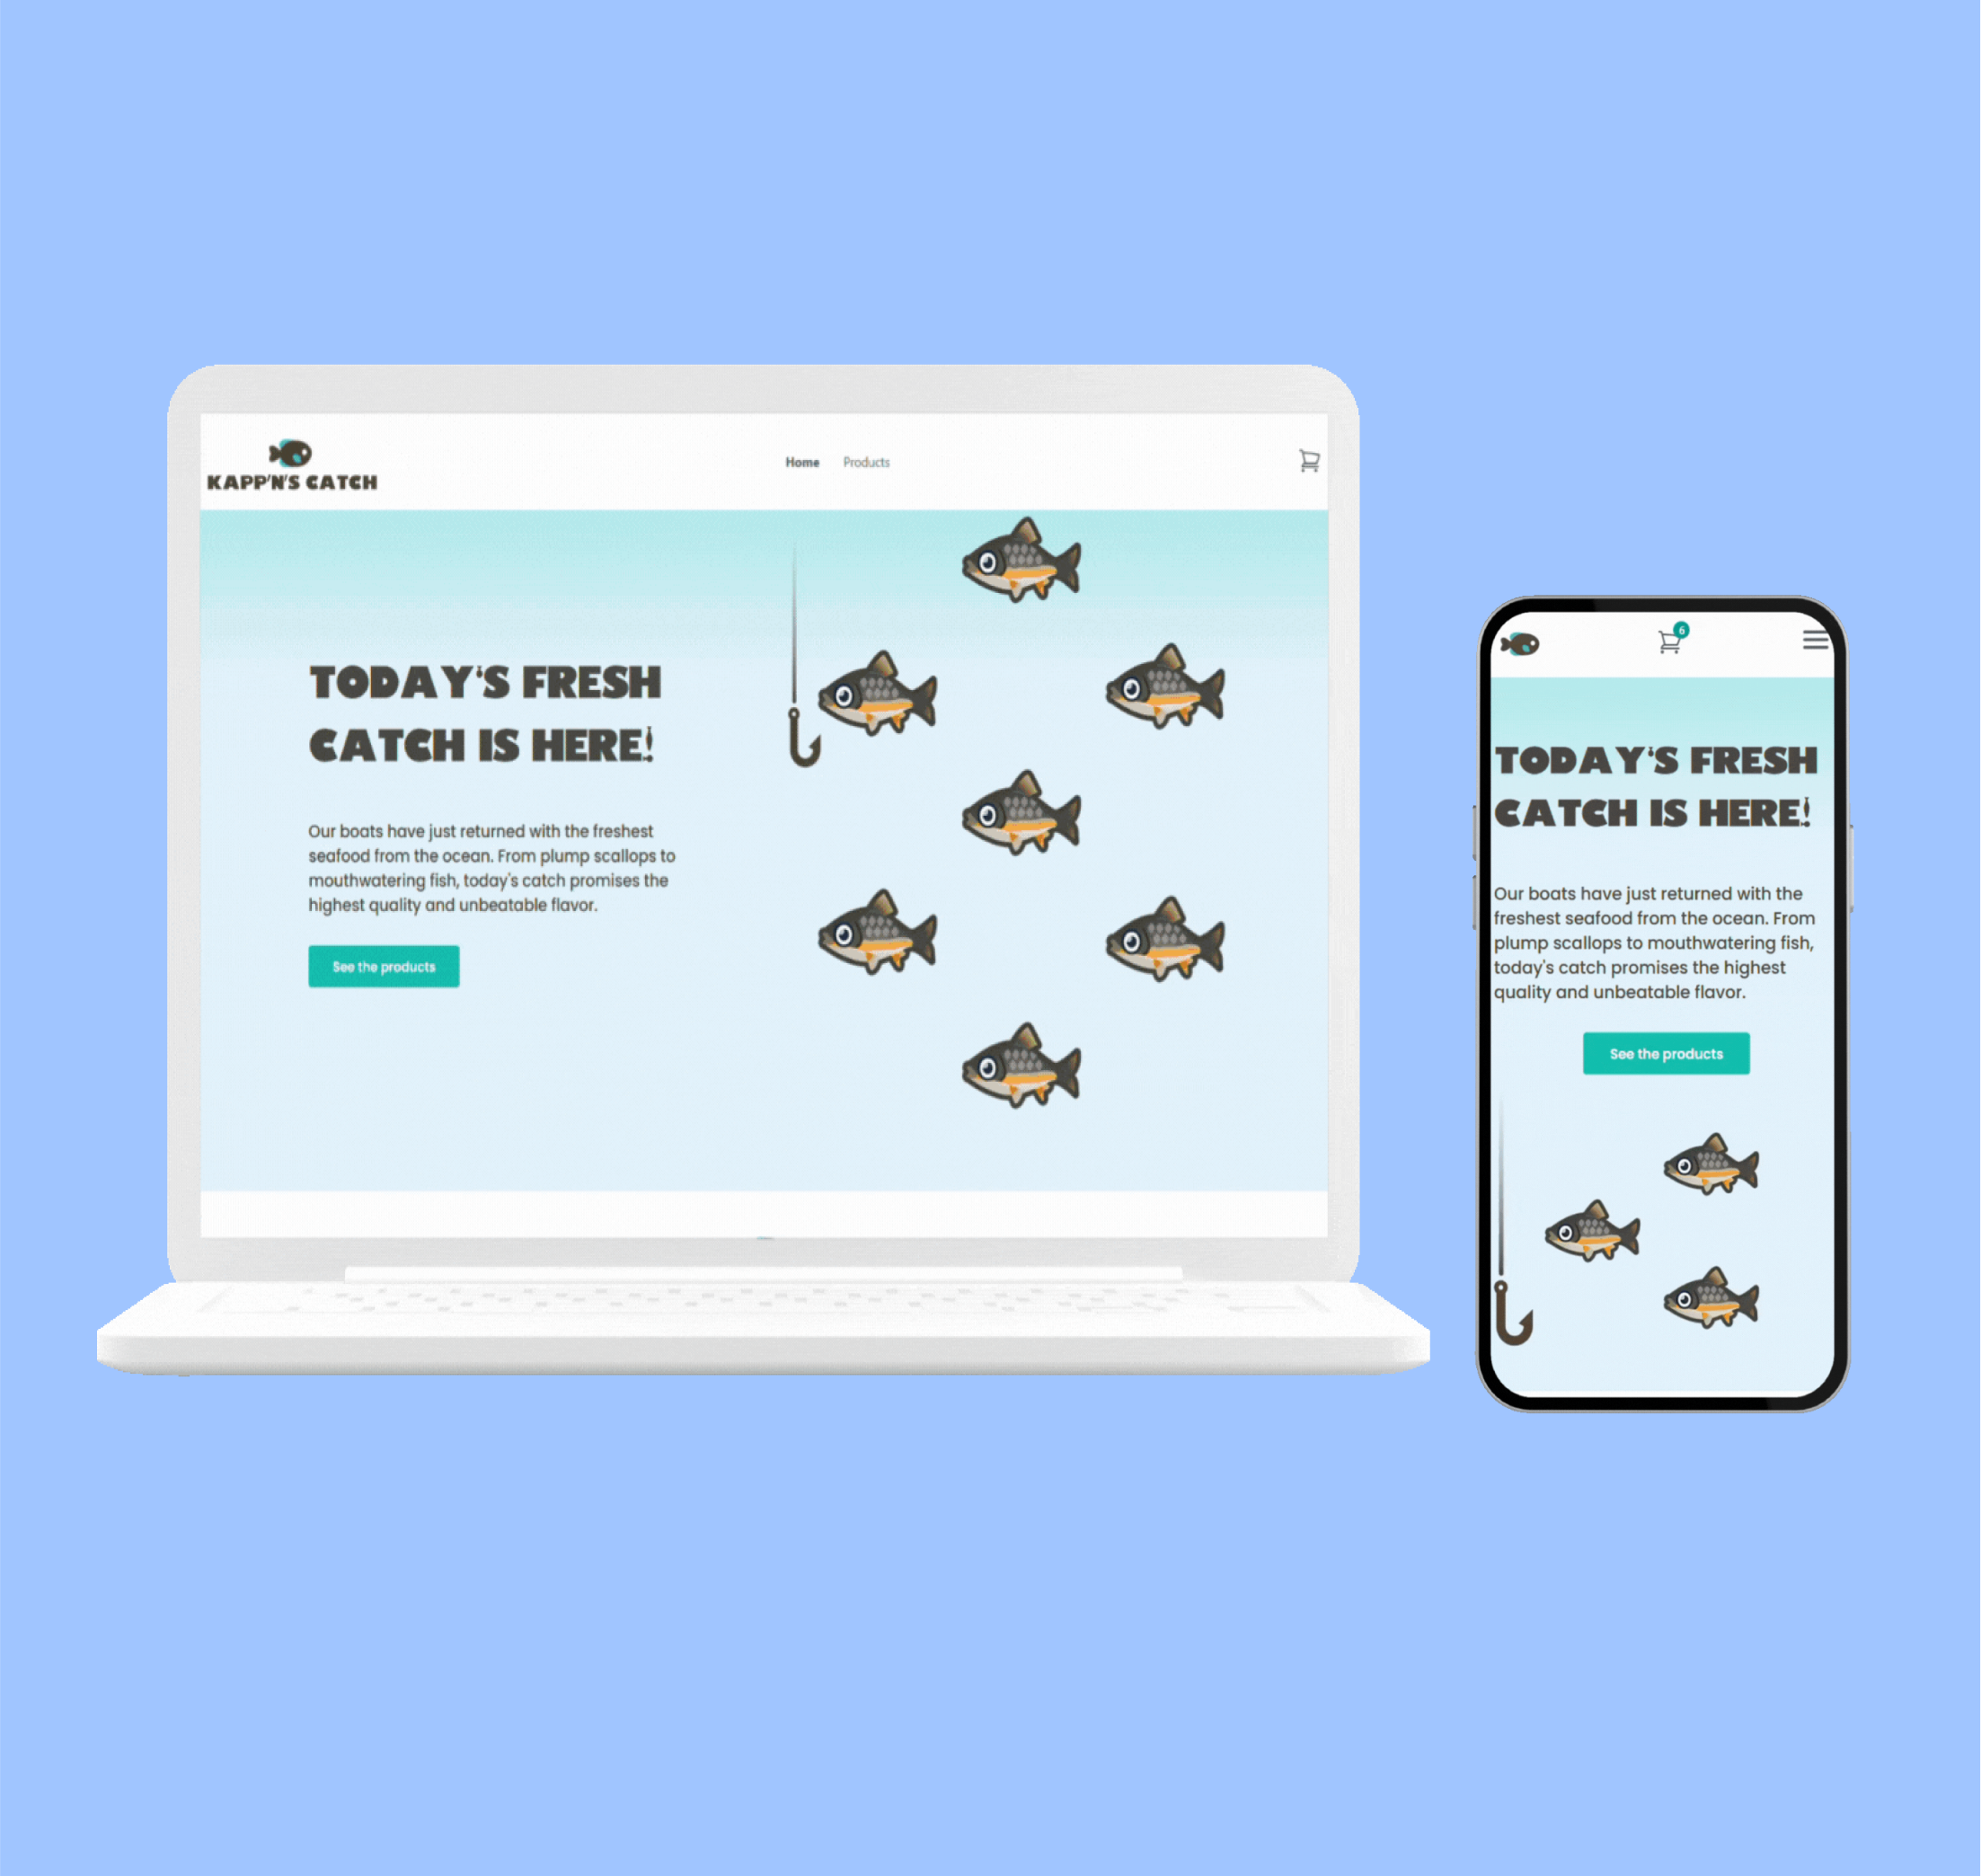 KAPP'N'S CATCH
Home Products
TODAY'S FRESH
CATCH IS HERE!
Our boats have just returned with the freshest
seafood from the ocean. From plump scallops to
mouthwatering fish, today's catch promises the
highest quality and unbeatable flavor.
See the products
6
TODAY'S FRESH
CATCH IS HERE!
Our boats have just returned with the
freshest seafood from the ocean. From
plump scallops to mouthwatering fish,
today's catch promises the highest
quality and unbeatable flavor.
See the products